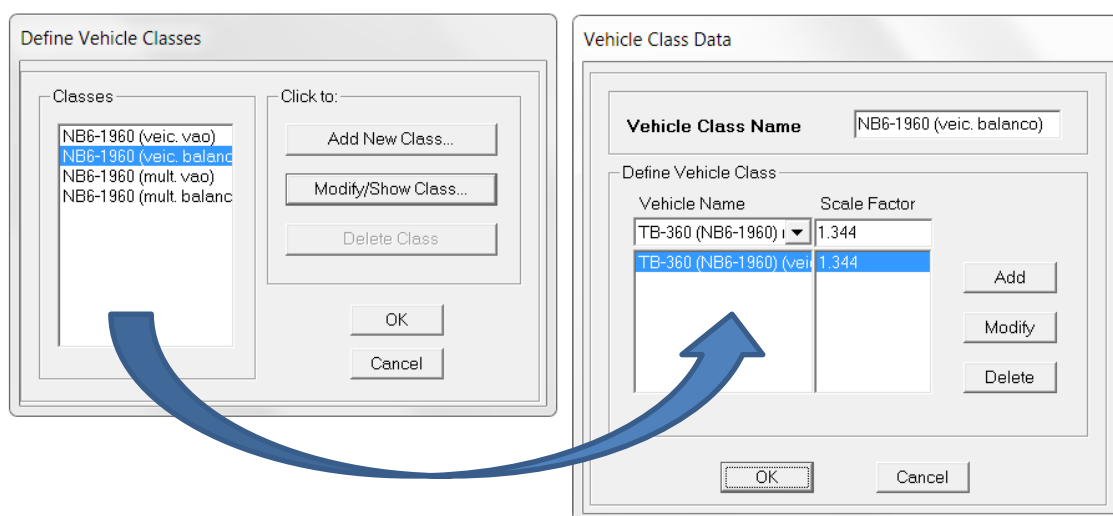 Define Vehicle Classes
Classes
NB6-1960 (veic. vao)
NB6-1960 (veic. balanc
NB6-1960 (mult. vao)
NB6-1960 (mult. balanc
Click to:
Add New Class...
Modify/Show Class...
Delete Class
OK
Cancel
Vehicle Class Data
Vehicle Class Name
NB6-1960 (veic. balanco)
Define Vehicle Class
Vehicle Name Scale Factor
TB-360 (NB6-1960) 1.344
TB-360 (NB6-1960) (vei 1.344
Add
Modify
Delete
OK
Cancel